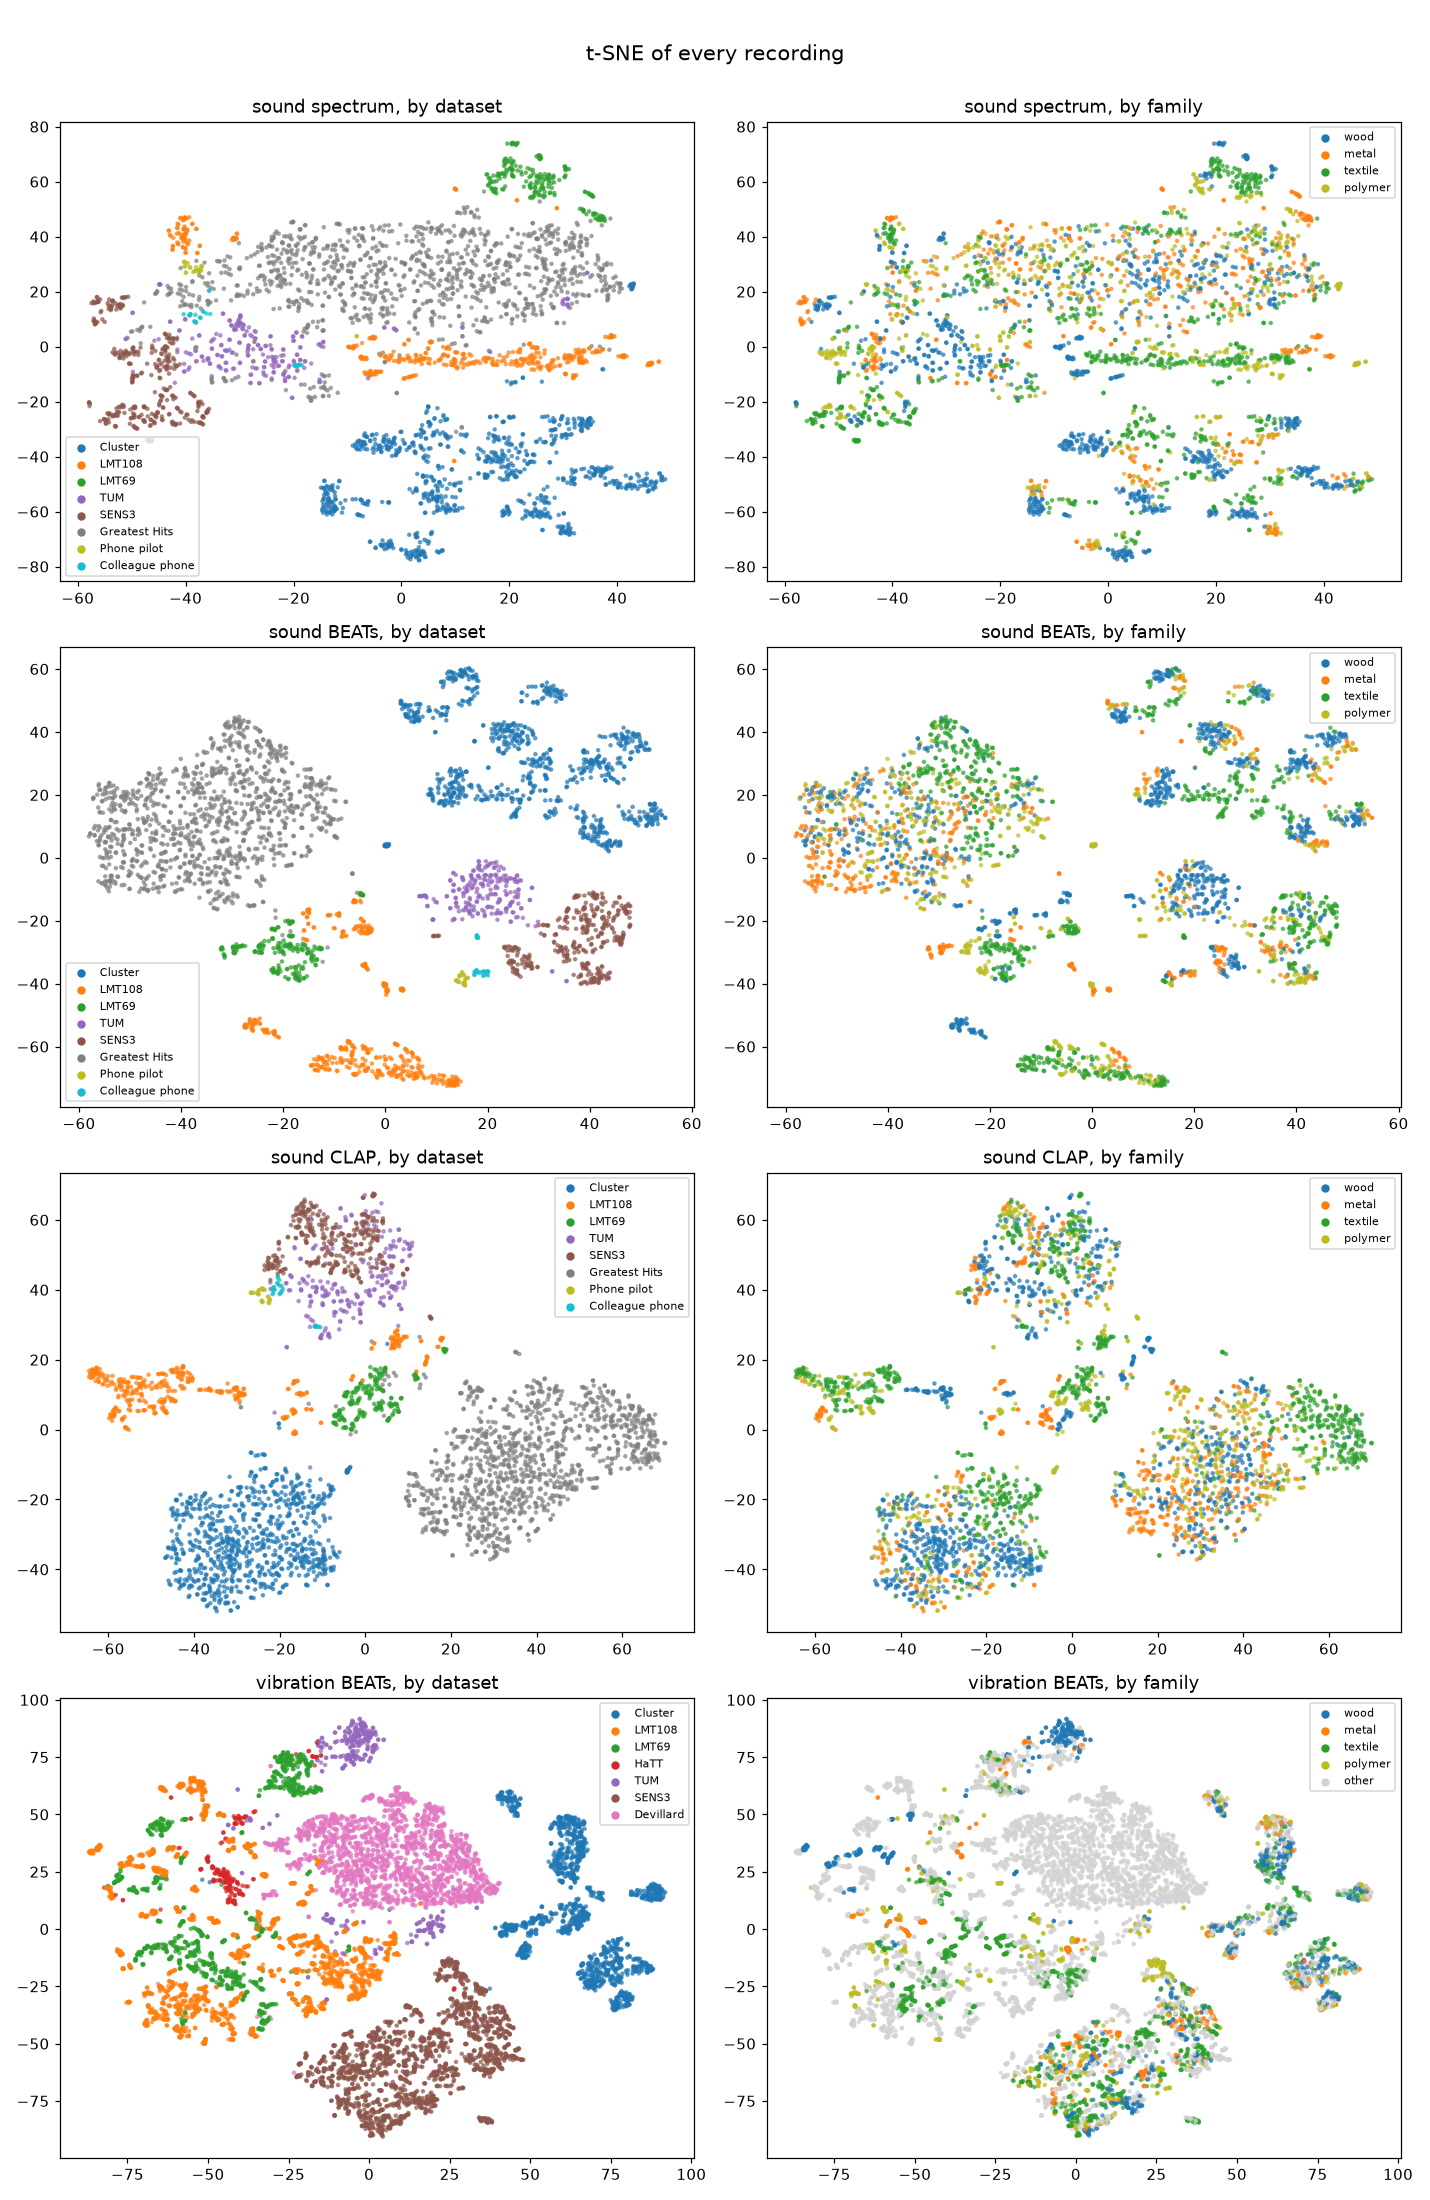 t-SNE of every recording
sound spectrum, by dataset
80
60
40
20
0
−20
−40
−60
−80
−60
−40
−20
0
20
40
Cluster
LMT108
LMT69
TUM
SENS3
Greatest Hits
Phone pilot
Colleague phone
sound spectrum, by family
80
60
40
20
0
−20
−40
−60
−80
−60
−40
−20
0
20
40
wood
metal
textile
polymer
sound BEATs, by dataset
60
40
20
0
−20
−40
−60
−60
−40
−20
0
20
40
60
Cluster
LMT108
LMT69
TUM
SENS3
Greatest Hits
Phone pilot
Colleague phone
sound BEATs, by family
60
40
20
0
−20
−40
−60
−60
−40
−20
0
20
40
60
wood
metal
textile
polymer
sound CLAP, by dataset
60
40
20
0
−20
−40
−60
−40
−20
0
20
40
60
Cluster
LMT108
LMT69
TUM
SENS3
Greatest Hits
Phone pilot
Colleague phone
sound CLAP, by family
60
40
20
0
−20
−40
−60
−40
−20
0
20
40
60
wood
metal
textile
polymer
vibration BEATs, by dataset
100
75
50
25
0
−25
−50
−75
−75
−50
−25
0
25
50
75
100
Cluster
LMT108
LMT69
HaTT
TUM
SENS3
Devillard
vibration BEATs, by family
100
75
50
25
0
−25
−50
−75
−75
−50
−25
0
25
50
75
100
wood
metal
textile
polymer
other